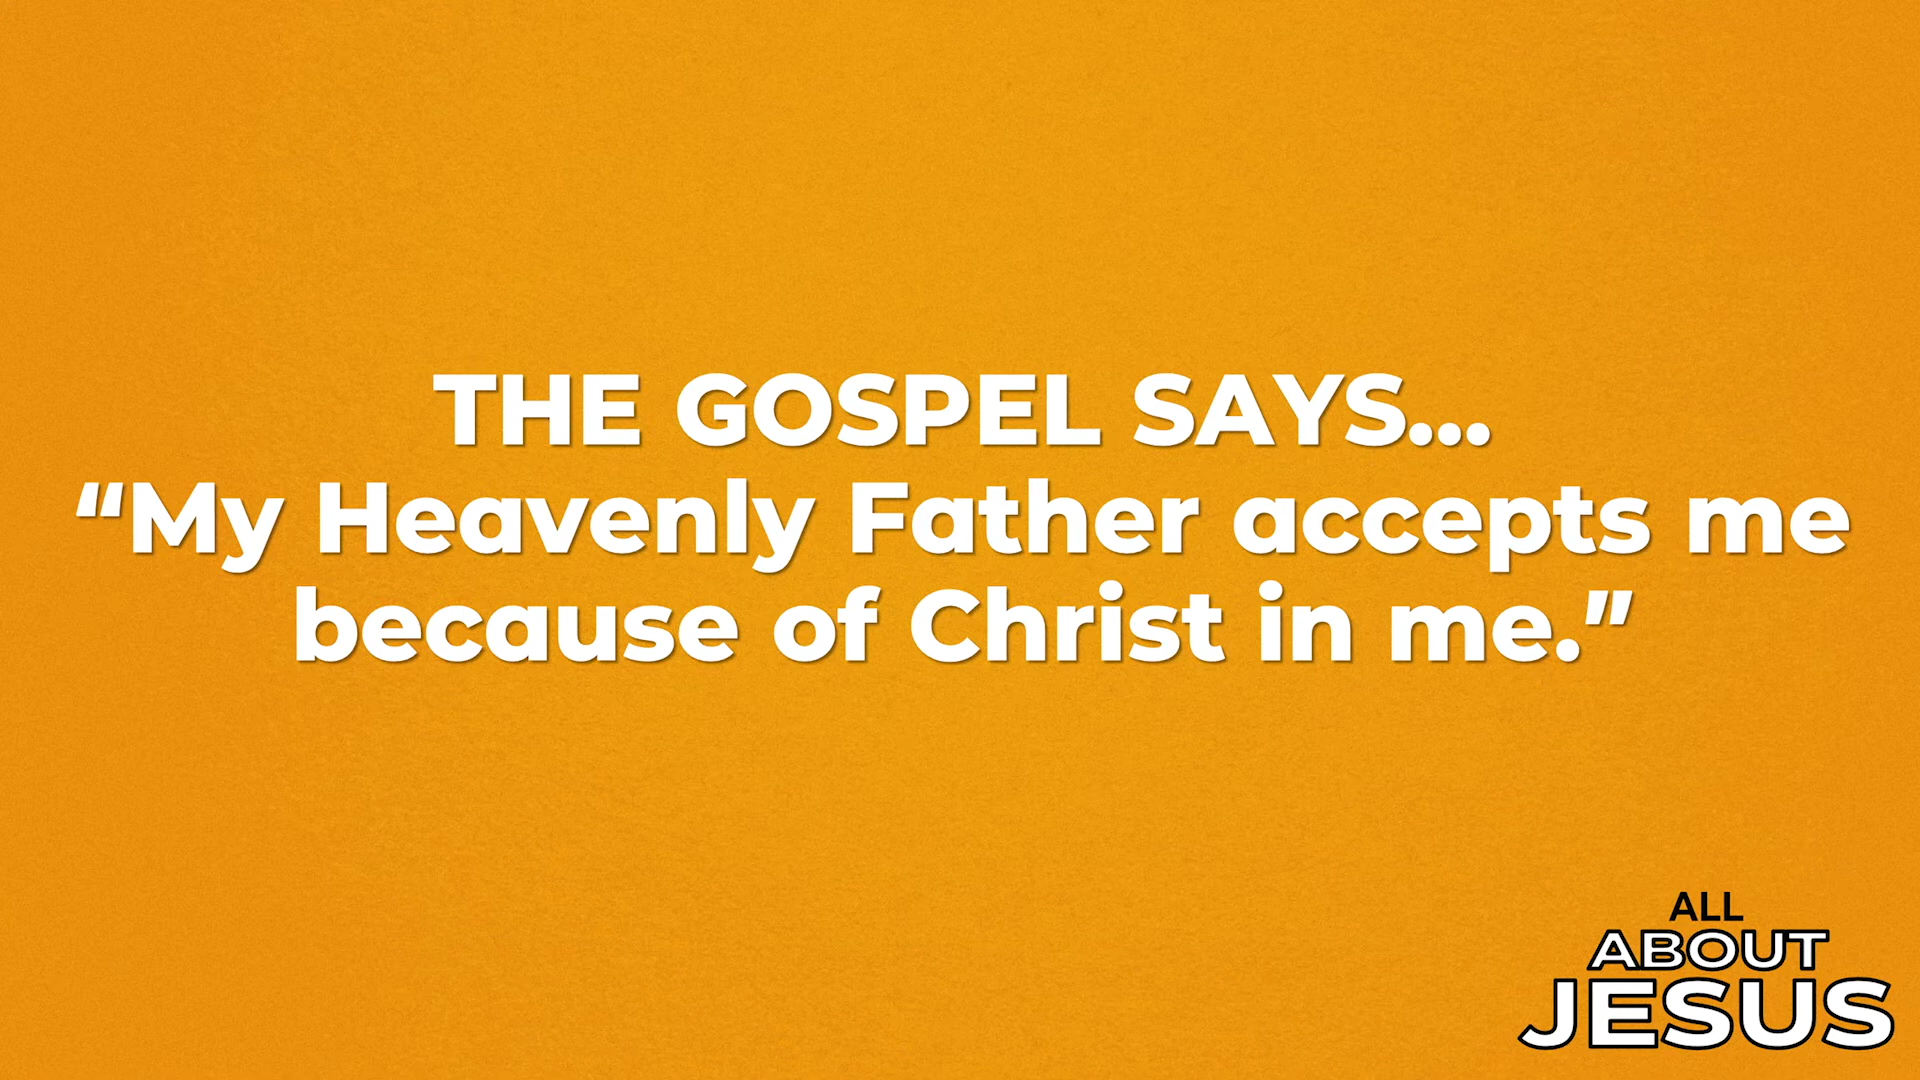 THE GOSPEL SAYS...
“My Heavenly Father accepts me
because of Christ in me.”
ALL
ABOUT
JESUS